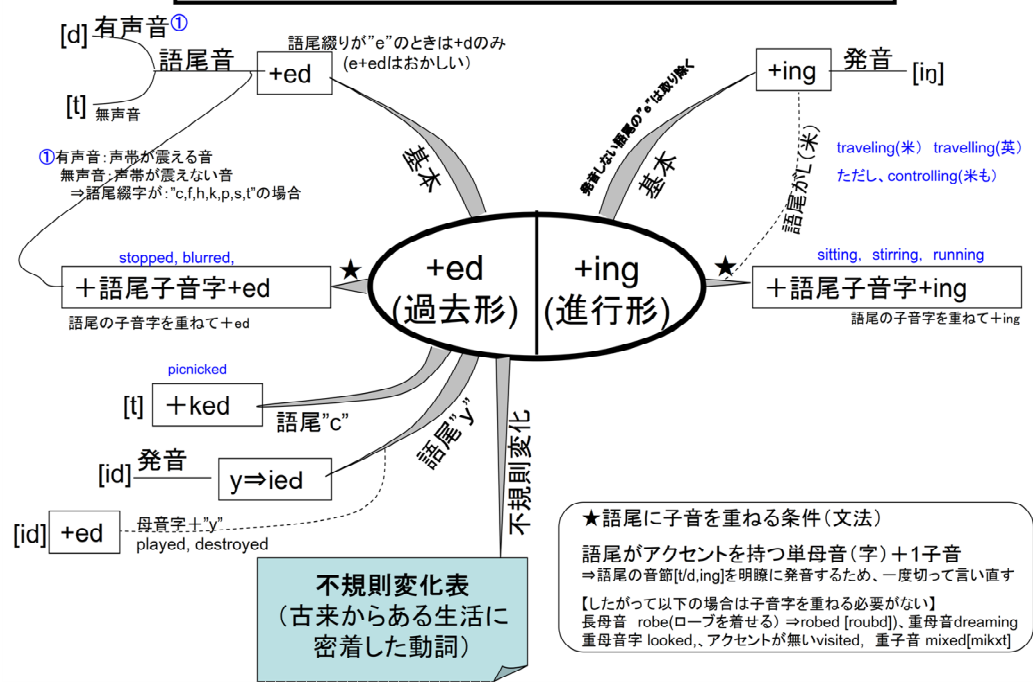 [d] 有声音①
語尾音
[t] 無声音
+ed
語尾綴りが”e”のときは+dのみ
(e+edはおかしい)
基本
①有声音：声帯が震える音
無声音：声帯が震えない音
⇒語尾綴字が：”c,f,h,k,p,s,t”の場合
+ing
発音
[iŋ]
発音しない語尾の”e”は取り除く
基本
語尾がL(米)
traveling(米) travelling(英)
ただし、controlling(米も)
stopped, blurred,
★
＋語尾子音字+ed
語尾の子音字を重ねて＋ed
+ed
(過去形)
+ing
(進行形)
★
sitting, stirring, running
＋語尾子音字+ing
語尾の子音字を重ねて＋ing
picnicked
[t] ＋ked
語尾”c”
[id] 発音
y⇒ied
語尾”y”
[id] +ed
母音字＋”y”
played, destroyed
不規則変化
不規則変化表
（古来からある生活に
密着した動詞）
★語尾に子音を重ねる条件（文法）
語尾がアクセントを持つ単母音（字）＋1子音
⇒語尾の音節[t/d,ing]を明瞭に発音するため、一度切って言い直す
【したがって以下の場合は子音字を重ねる必要がない】
長母音 robe(ローブを着せる) ⇒robed [roubd])、重母音dreaming
重母音字 looked,、アクセントが無いvisited, 重子音 mixed[mikxt]